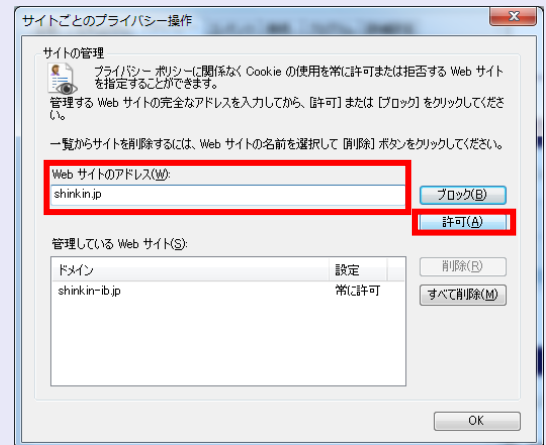 サイトごとのプライバシー操作
サイトの管理
プライバシー ポリシーに関係なく Cookie の使用を常に許可または拒否する Web サイト
を指定することができます。
管理する Web サイトの完全なアドレスを入力してから、[許可] または [ブロック] をクリックしてくださ
い。
一覧からサイトを削除するには、Web サイトの名前を選択して [削除] ボタンをクリックしてください。
Web サイトのアドレス(W):
shinkin.jp
ブロック(B)
許可(A)
管理している Web サイト(S):
ドメイン 設定
削除(R)
shinkin-ib.jp 常に許可
すべて削除(M)
OK